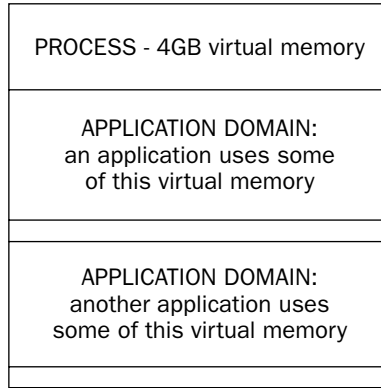 PROCESS - 4GB virtual memory
APPLICATION DOMAIN:
an application uses some
of this virtual memory
APPLICATION DOMAIN:
another application uses
some of this virtual memory